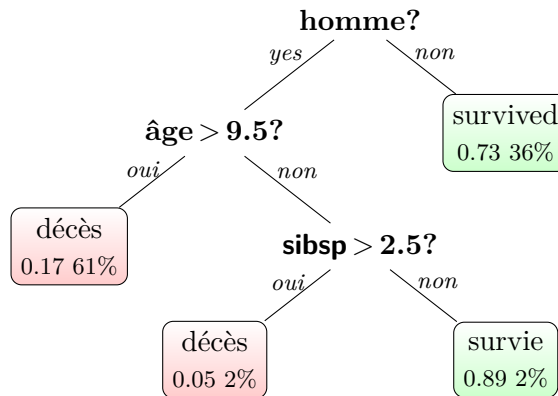 homme?
yes
non
âge > 9.5?
survived
0.73 36%
oui
non
décès
0.17 61%
sibsp > 2.5?
oui
non
décès
0.05 2%
survie
0.89 2%